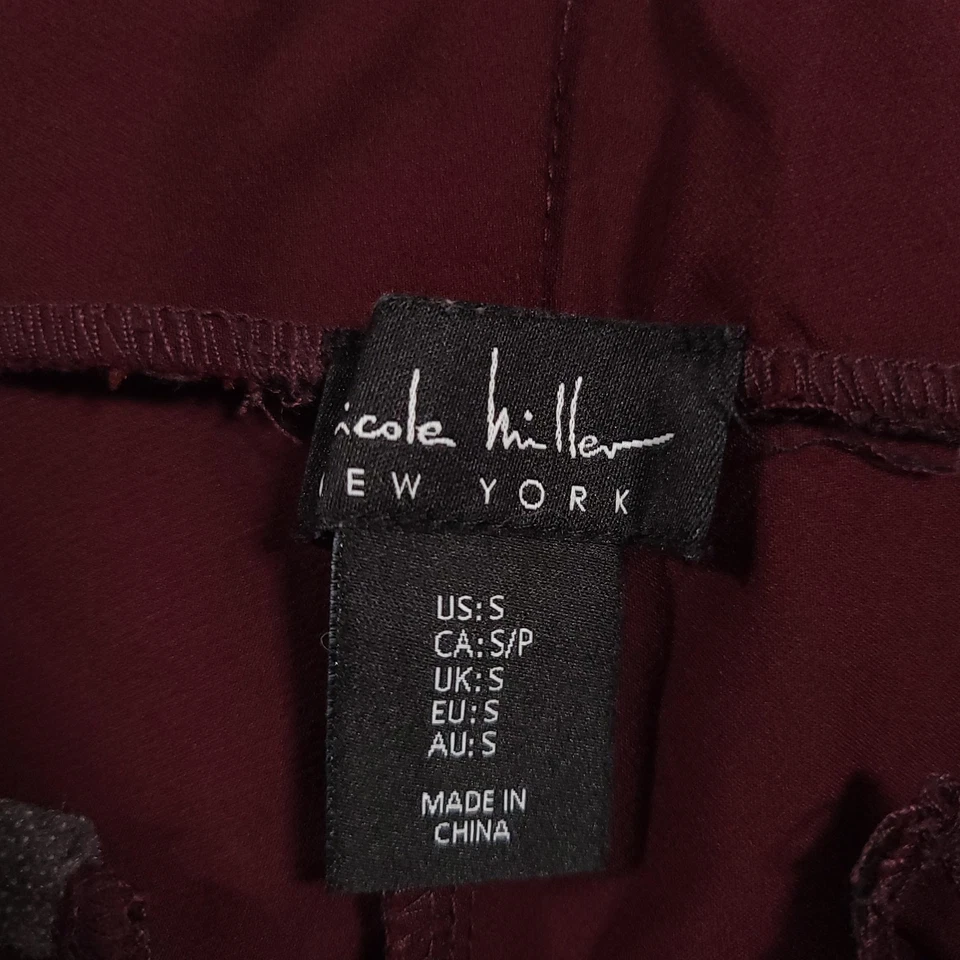 icole Miller
EW YORK
US: S
CA: S/P
UK: S
EU: S
AU: S
MADE IN
CHINA